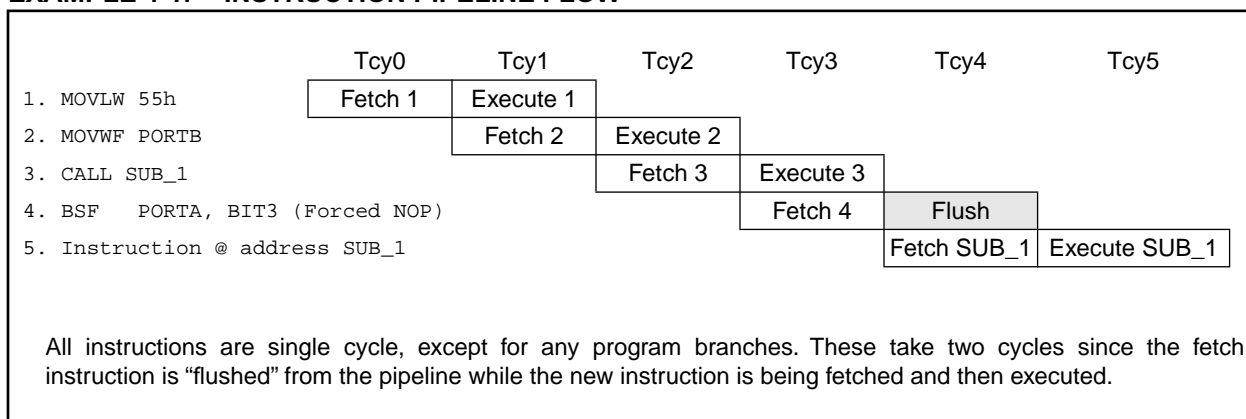 EXAMPLE 4-1: INSTRUCTION PIPELINE FLOW
Tcy0 Tcy1 Tcy2 Tcy3 Tcy4 Tcy5
1. MOVLW 55h Fetch 1 Execute 1
2. MOVWF PORTB Fetch 2 Execute 2
3. CALL SUB_1 Fetch 3 Execute 3
4. BSF PORTA, BIT3 (Forced NOP) Fetch 4 Flush
5. Instruction @ address SUB_1 Fetch SUB_1 Execute SUB_1
All instructions are single cycle, except for any program branches. These take two cycles since the fetch
instruction is “flushed” from the pipeline while the new instruction is being fetched and then executed.